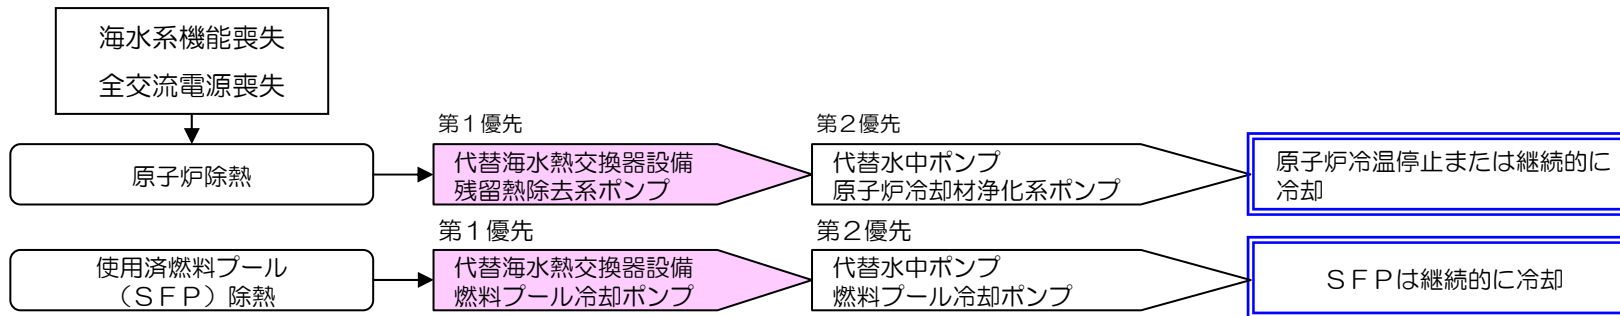 海水系機能喪失
全交流電源喪失
第１優先
第２優先
原子炉除熱
代替海水熱交換器設備
残留熱除去系ポンプ
代替水中ポンプ
原子炉冷却材浄化系ポンプ
原子炉冷温停止または継続的に
冷却
第１優先
第２優先
使用済燃料プール
（ＳＦＰ）除熱
代替海水熱交換器設備
燃料プール冷却ポンプ
代替水中ポンプ
燃料プール冷却ポンプ
ＳＦＰは継続的に冷却